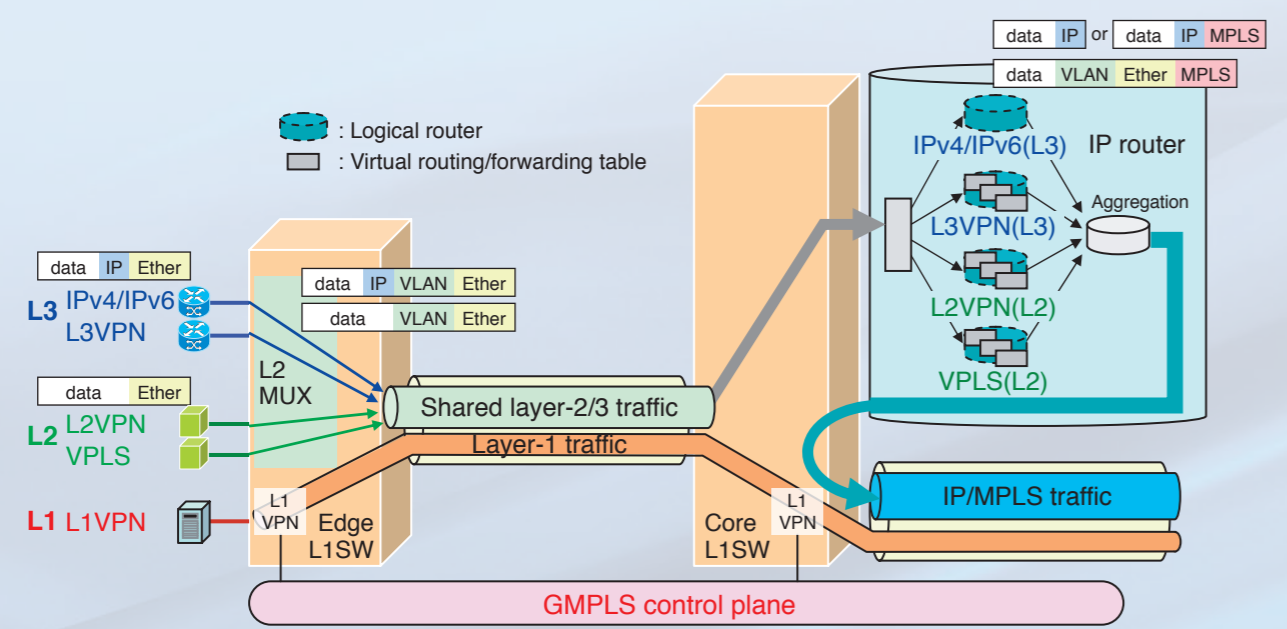 data IP or data IP MPLS
data VLAN Ether MPLS
: Logical router
: Virtual routing/forwarding table
IPv4/IPv6(L3)
IP router
L3VPN(L3)
Aggregation
L2VPN(L2)
VPLS(L2)
data IP Ether
L3 IPv4/IPv6
L3VPN
data IP VLAN Ether
data VLAN Ether
L2
MUX
data Ether
L2 L2VPN
VPLS
Shared layer-2/3 traffic
Layer-1 traffic
L1 L1VPN
L1
VPN
Edge
L1SW
Core
L1SW
L1
VPN
IP/MPLS traffic
GMPLS control plane